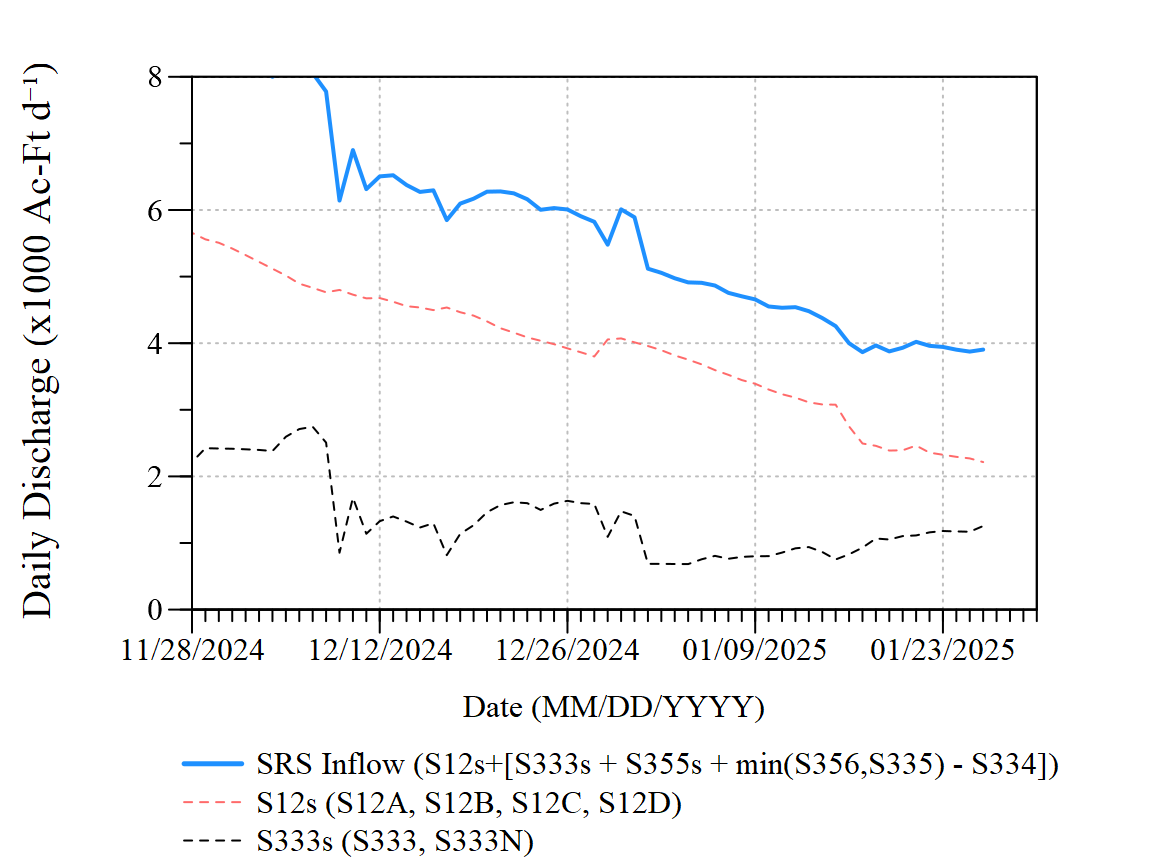 Daily Discharge (x1000 Ac-Ft d⁻¹)
8
6
4
2
0
11/28/2024 12/12/2024 12/26/2024 01/09/2025 01/23/2025
Date (MM/DD/YYYY)
SRS Inflow (S12s+[S333s + S355s + min(S356,S335) - S334])
S12s (S12A, S12B, S12C, S12D)
S333s (S333, S333N)